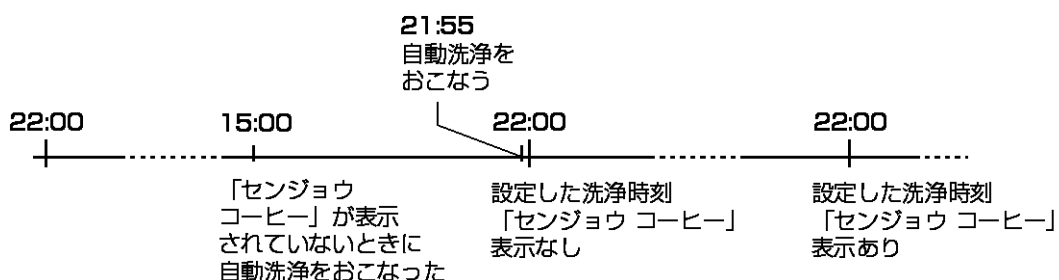 21:55
自動洗浄を
おこなう
22:00
15:00
22:00
22:00
「センジョウ
コーヒー」が表示
されていないときに
自動洗浄をおこなった
設定した洗浄時刻
「センジョウ コーヒー」
表示なし
設定した洗浄時刻
「センジョウ コーヒー」
表示あり